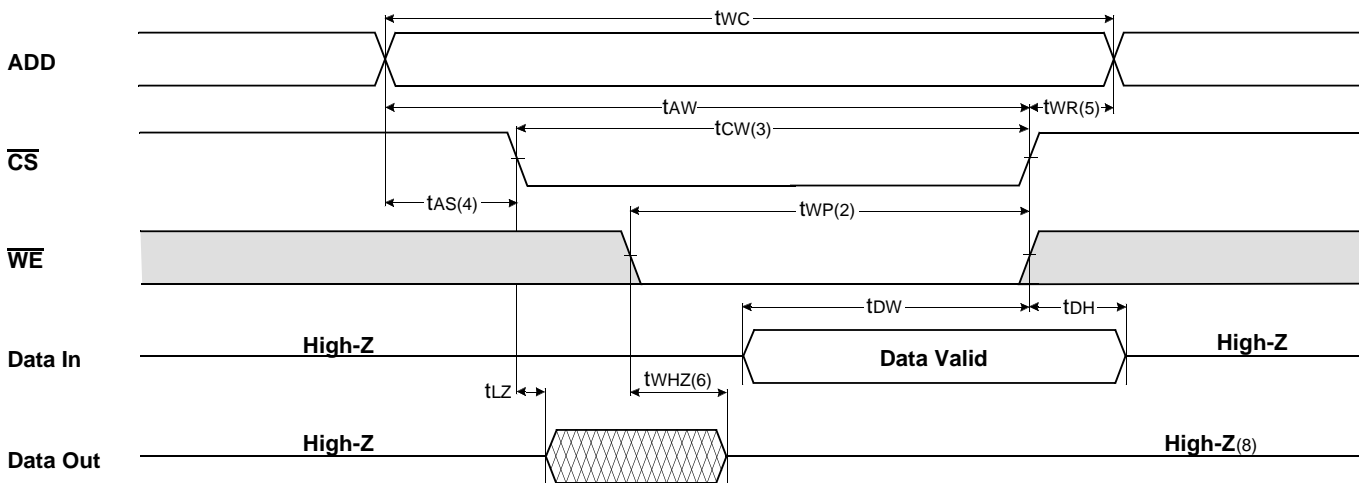 tWC
ADD
tAW
tWR(5)
tCW(3)
CS
tAS(4)
tWP(2)
WE
tDW
tDH
High-Z
Data Valid
High-Z
Data In
tLZ
tWHZ(6)
High-Z
High-Z(8)
Data Out